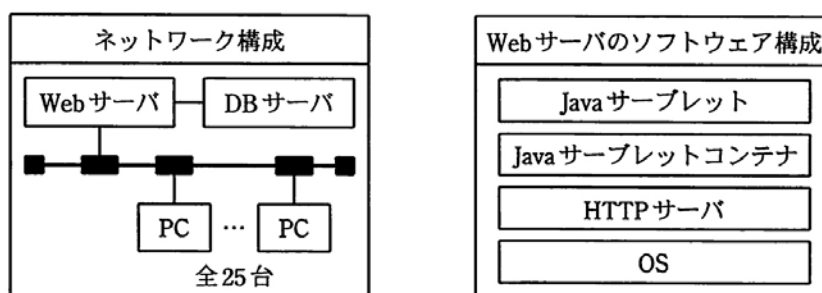 ネットワーク構成
Webサーバ
DBサーバ
PC
…
PC
全25台
Webサーバのソフトウェア構成
Javaサーブレット
Javaサーブレットコンテナ
HTTPサーバ
OS